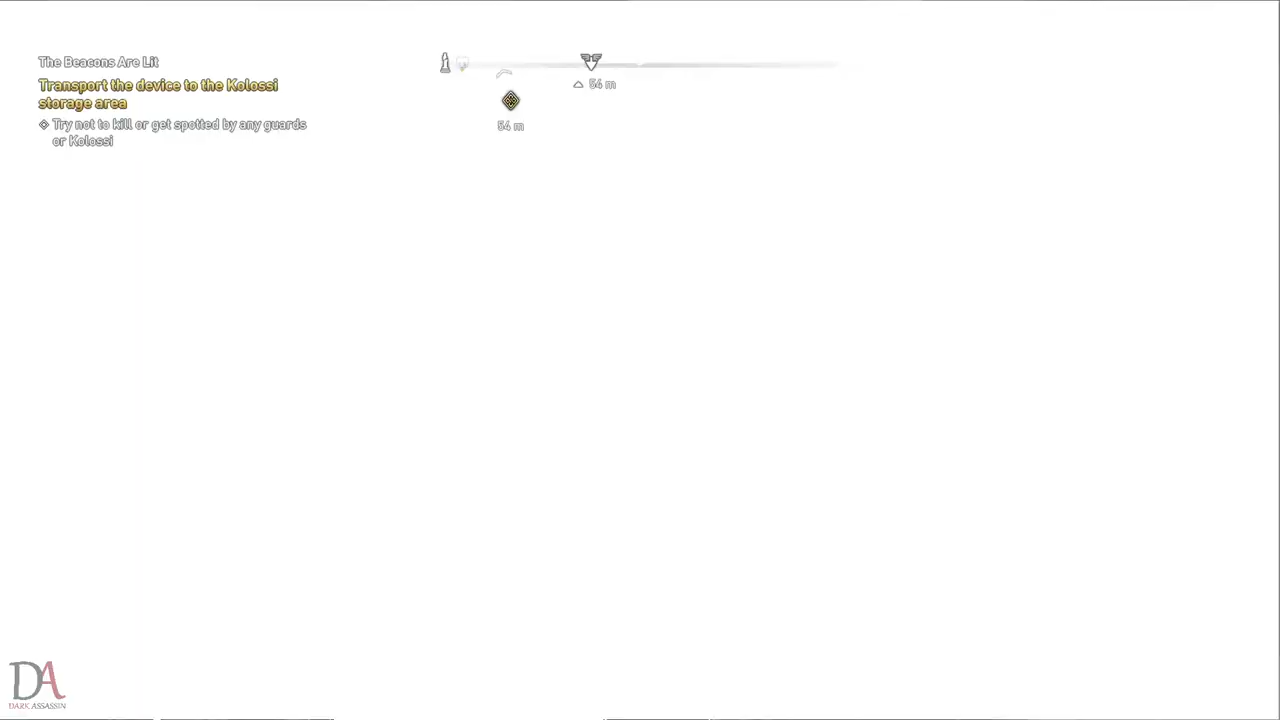 The Beacons Are Lit
Transport the device to the Kolossi
storage area
Try not to kill or get spotted by any guards
or Kolossi
54 m
54 m
DA
DARK ASSASSIN